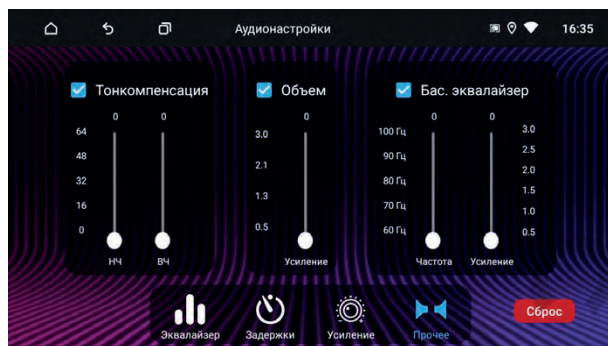 Аудионастройки 16:35
Тонкомпенсация Объем Бас. эквалайзер
0 0 0 0 0
64 3.0 100 Гц 3.0
48 2.1 90 Гц 2.5
32 1.3 80 Гц 2.0
16 0.5 70 Гц 1.5
0 60 Гц 1.0
0.5
НЧ ВЧ Усиление Частота Усиление
Эквалайзер Задержки Усиление Прочее Сброс